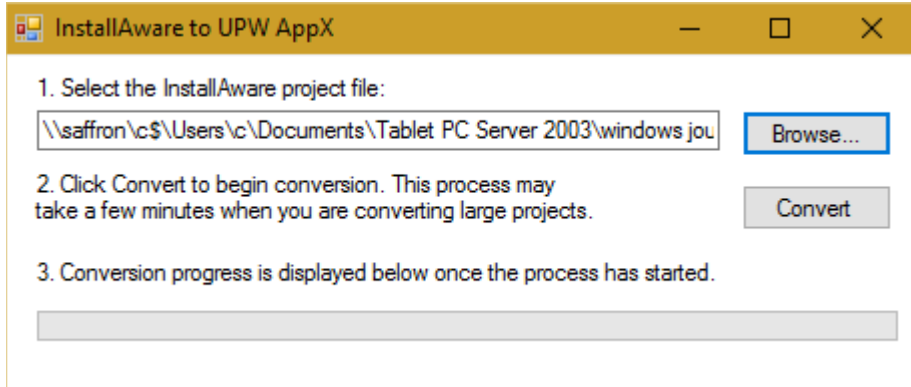 InstallAware to UPW AppX
1. Select the InstallAware project file:
\\saffron\c$\Users\c\Documents\Tablet PC Server 2003\windows jou
Browse...
2. Click Convert to begin conversion. This process may
take a few minutes when you are converting large projects.
Convert
3. Conversion progress is displayed below once the process has started.